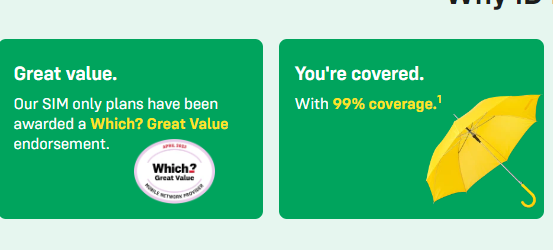 Why iD
Great value.
Our SIM only plans have been
awarded a Which? Great Value
endorsement.
APRIL 2022
Which?
Great Value
MOBILE NETWORK PROVIDER
You're covered.
With 99% coverage.¹